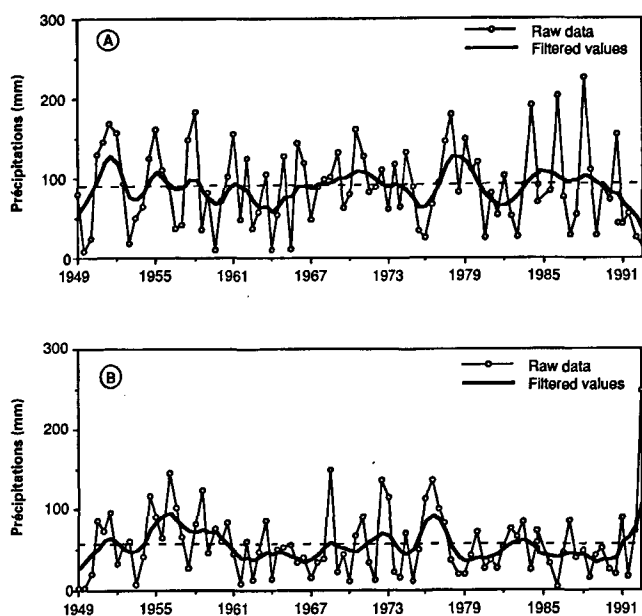 300
A
Raw data
Filtered values
200
100
0
Précipitations (mm)
1949 1955 1961 1967 1973 1979 1985 1991
300
B
Raw data
Filtered values
200
100
0
Précipitations (mm)
1949 1955 1961 1967 1973 1979 1985 1991